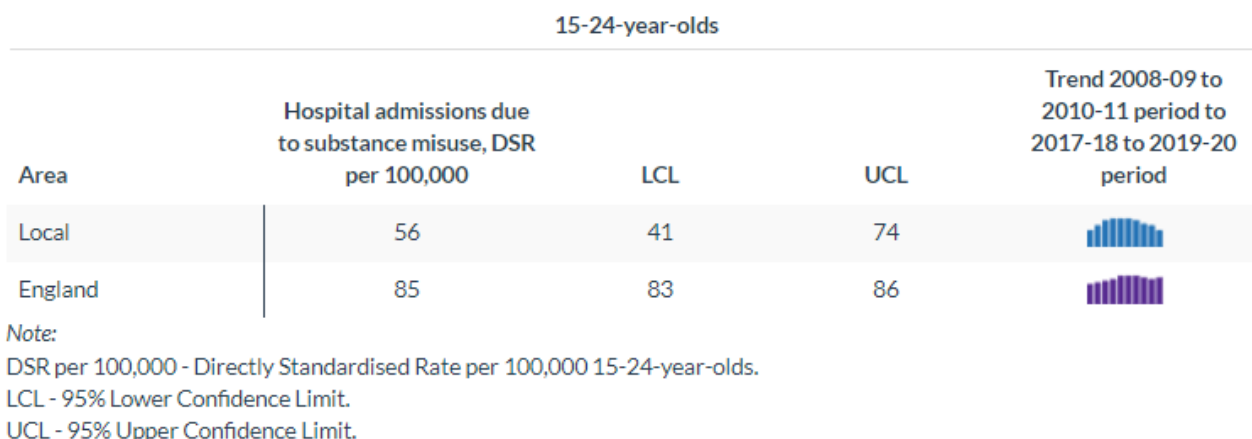 15-24-year-olds
Area
Hospital admissions due
to substance misuse, DSR
per 100,000
LCL
UCL
Trend 2008-09 to
2010-11 period to
2017-18 to 2019-20
period
Local 56 41 74
England 85 83 86
Note:
DSR per 100,000 - Directly Standardised Rate per 100,000 15-24-year-olds.
LCL - 95% Lower Confidence Limit.
UCL - 95% Upper Confidence Limit.